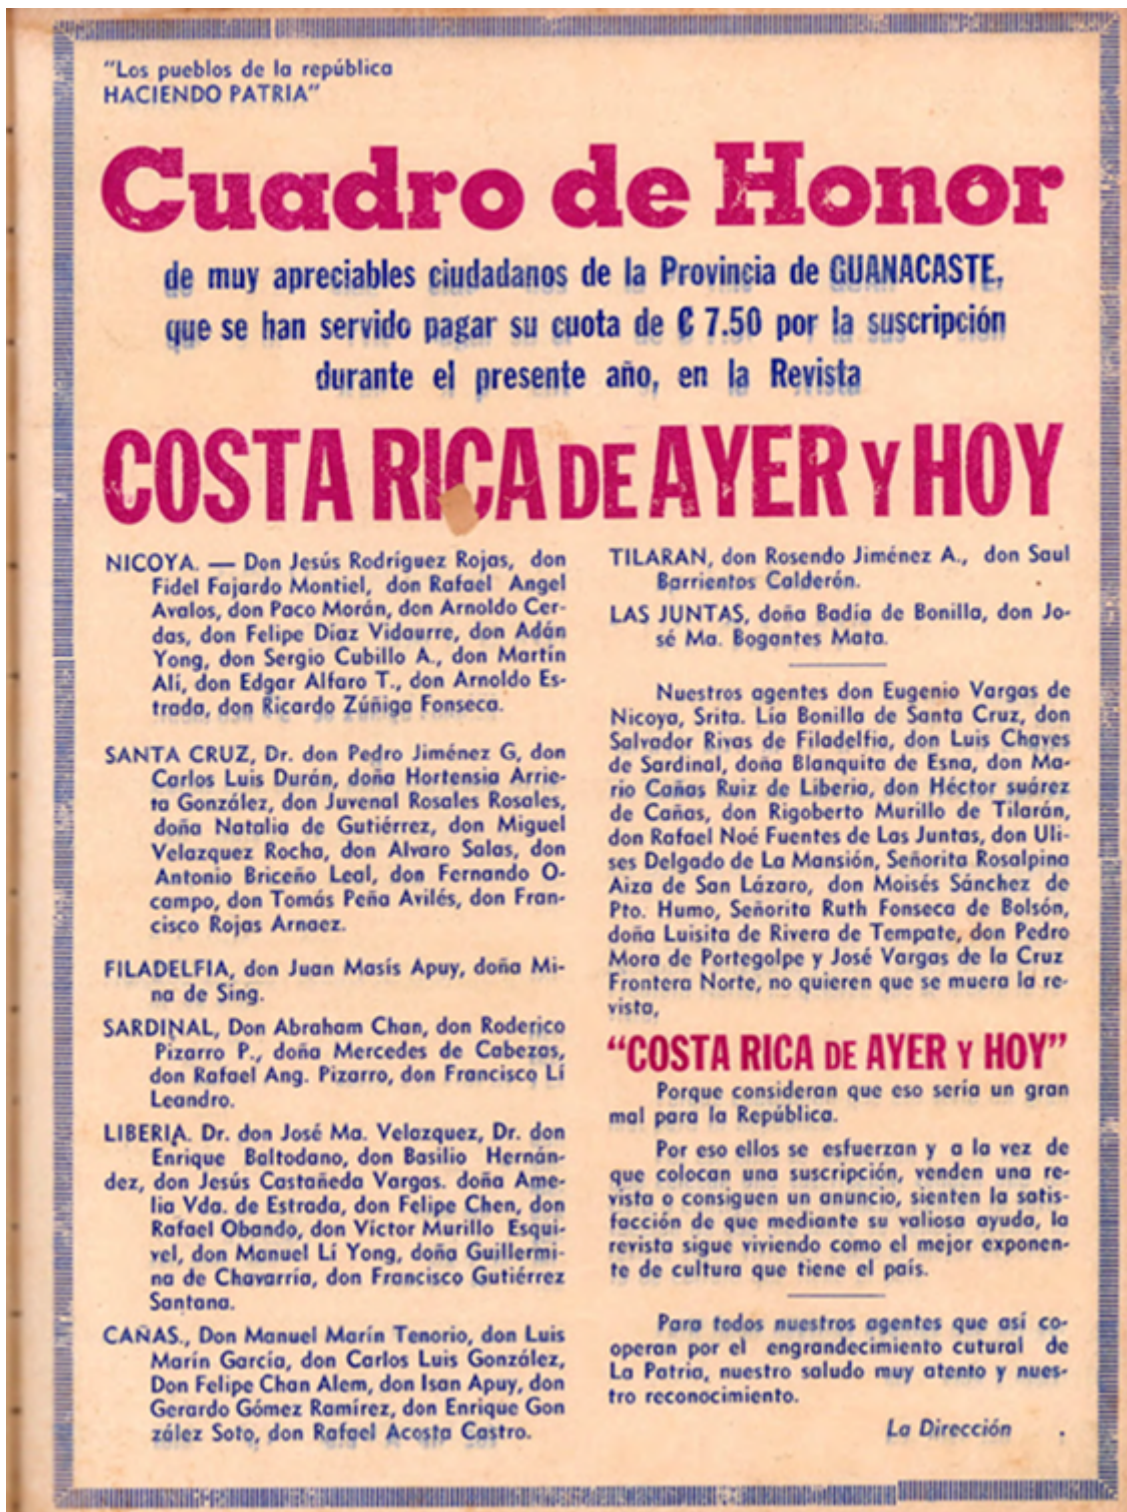 "Los pueblos de la república
HACIENDO PATRIA"
Cuadro de Honor
de muy apreciables ciudadanos de la Provincia de GUANACASTE,
que se han servido pagar su cuota de ₡ 7.50 por la suscripción
durante el presente año, en la Revista
COSTA RICA DE AYER Y HOY
NICOYA. — Don Jesús Rodríguez Rojas, don
Fidel Fajardo Montiel, don Rafael Angel
Avalos, don Paco Morán, don Arnoldo Cer-
das, don Felipe Díaz Vidaurre, don Adán
Yong, don Sergio Cubillo A., don Martín
Alí, don Edgar Alfaro T., don Arnoldo Es-
trada, don Ricardo Zúñiga Fonseca.
SANTA CRUZ, Dr. don Pedro Jiménez G, don
Carlos Luis Durán, doña Hortensia Arrie-
ta González, don Juvenal Rosales Rosales,
doña Natalia de Gutiérrez, don Miguel
Velazquez Rocha, don Alvaro Salas, don
Antonio Briceño Leal, don Fernando O-
campo, don Tomás Peña Avilés, don Fran-
cisco Rojas Arnaez.
FILADELFIA, don Juan Masís Apuy, doña Mi-
na de Sing.
SARDINAL, Don Abraham Chan, don Roderico
Pizarro P., doña Mercedes de Cabezas,
don Rafael Ang. Pizarro, don Francisco Lí
Leandro.
LIBERIA. Dr. don José Ma. Velazquez, Dr. don
Enrique Baltodano, don Basilio Hernán-
dez, don Jesús Castañeda Vargas. doña Ame-
lia Vda. de Estrada, don Felipe Chen, don
Rafael Obando, don Víctor Murillo Esqui-
vel, don Manuel Lí Yong, doña Guillermi-
na de Chavarría, don Francisco Gutiérrez
Santana.
CAÑAS., Don Manuel Marín Tenorio, don Luis
Marín García, don Carlos Luis González,
Don Felipe Chan Alem, don Isan Apuy, don
Gerardo Gómez Ramírez, don Enrique Gon
zález Soto, don Rafael Acosta Castro.
TILARAN, don Rosendo Jiménez A., don Saul
Barrientos Calderón.
LAS JUNTAS, doña Badía de Bonilla, don Jo-
sé Ma. Bogantes Mata.
Nuestros agentes don Eugenio Vargas de
Nicoya, Srita. Lía Bonilla de Santa Cruz, don
Salvador Rivas de Filadelfia, don Luis Chaves
de Sardinal, doña Blanquita de Esna, don Ma-
rio Cañas Ruiz de Liberia, don Héctor suárez
de Cañas, don Rigoberto Murillo de Tilarán,
don Rafael Noé Fuentes de Las Juntas, don Uli-
ses Delgado de La Mansión, Señorita Rosalpina
Aiza de San Lázaro, don Moisés Sánchez de
Pto. Humo, Señorita Ruth Fonseca de Bolsón,
doña Luisita de Rivera de Tempate, don Pedro
Mora de Portegolpe y José Vargas de la Cruz
Frontera Norte, no quieren que se muera la re-
vista,
"COSTA RICA DE AYER Y HOY"
Porque consideran que eso sería un gran
mal para la República.
Por eso ellos se esfuerzan y a la vez de
que colocan una suscripción, venden una re-
vista o consiguen un anuncio, sienten la satis-
facción de que mediante su valiosa ayuda, la
revista sigue viviendo como el mejor exponen-
te de cultura que tiene el país.
Para todos nuestros agentes que así co-
operan por el engrandecimiento cutural de
La Patria, nuestro saludo muy atento y nues-
tro reconocimiento.
La Dirección